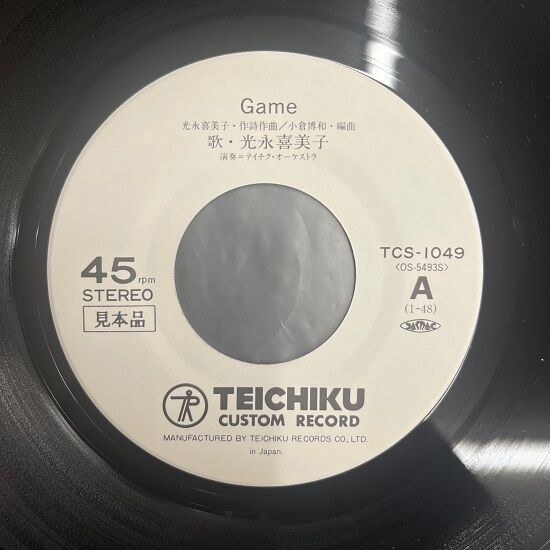 Game
光永喜美子・作詩作曲／小倉博和・編曲
歌・光永喜美子
演奏＝テイチク・オーケストラ
45 rpm
STEREO
見本品
TCS-1049
〈OS-5493S〉
A
(1-48)
JASRAC
TEICHIKU
CUSTOM RECORD
MANUFACTURED BY TEICHIKU RECORDS CO., LTD.
in Japan.